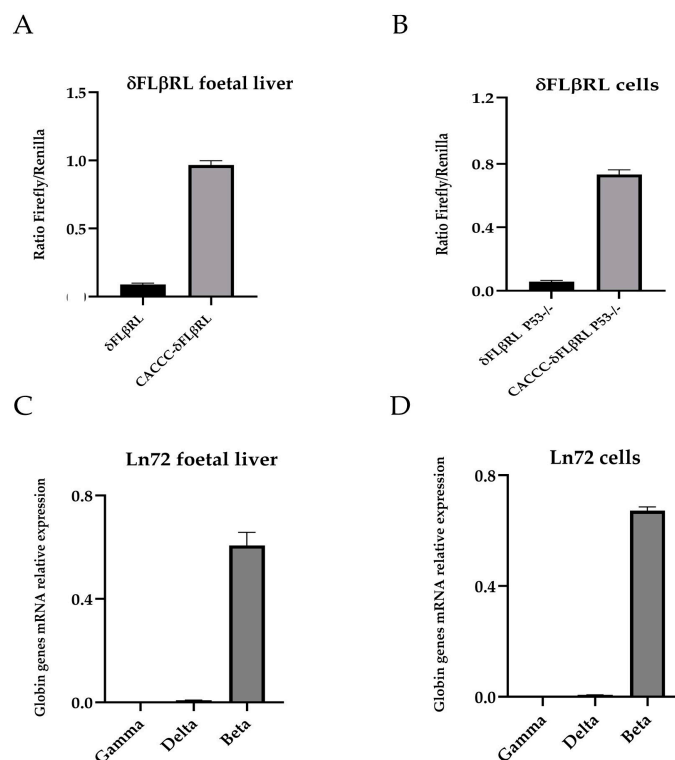 A
δFLβRL foetal liver
Ratio Firefly/Renilla
1.5
1.0
0.5
δFLβRL
CACCC-δFLβRL
B
δFLβRL cells
Ratio Firefly/Renilla
1.2
0.8
0.4
0.0
δFLβRL P53-/-
CACCC-δFLβRL P53-/-
C
Ln72 foetal liver
Globin genes mRNA relative expression
0.8
0.4
0.0
Gamma
Delta
Beta
D
Ln72 cells
Globin genes mRNA relative expression
0.8
0.4
0.0
Gamma
Delta
Beta